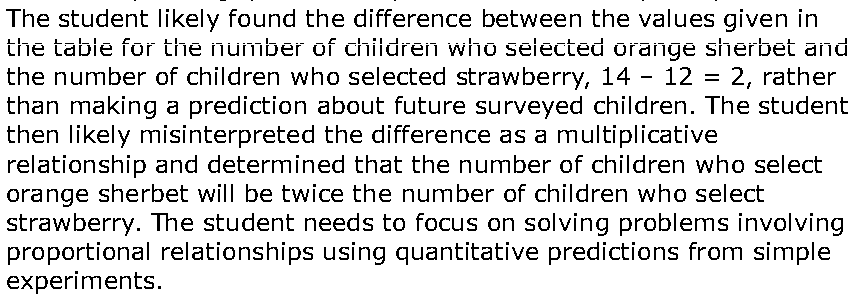 The student likely found the difference between the values given in
the table for the number of children who selected orange sherbet and
the number of children who selected strawberry, 14 – 12 = 2, rather
than making a prediction about future surveyed children. The student
then likely misinterpreted the difference as a multiplicative
relationship and determined that the number of children who select
orange sherbet will be twice the number of children who select
strawberry. The student needs to focus on solving problems involving
proportional relationships using quantitative predictions from simple
experiments.